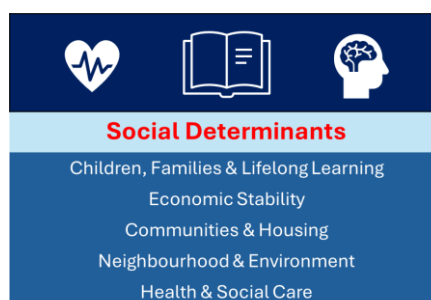 Social Determinants
Children, Families & Lifelong Learning
Economic Stability
Communities & Housing
Neighbourhood & Environment
Health & Social Care